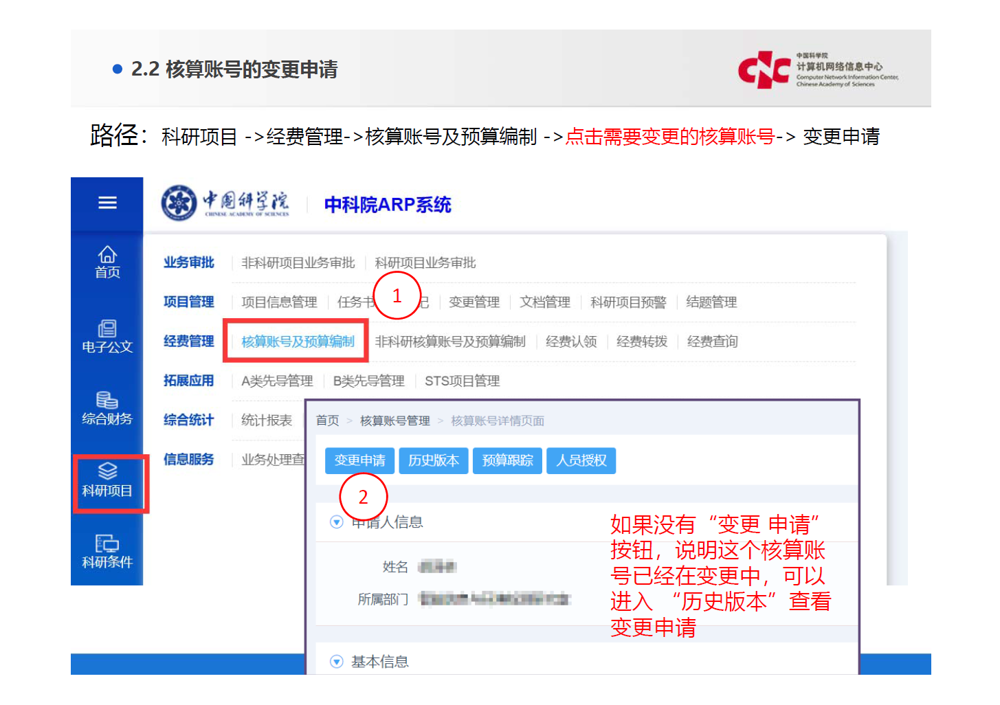 2.2 核算账号的变更申请
中国科学院
计算机网络信息中心
Computer Network Information Center,
Chinese Academy of Sciences
路径：科研项目 ->经费管理->核算账号及预算编制 ->点击需要变更的核算账号-> 变更申请
中国科学院
CHINESE ACADEMY OF SCIENCES
中科院ARP系统
首页
电子公文
综合财务
科研项目
科研条件
业务审批 非科研项目业务审批 科研项目业务审批
项目管理 项目信息管理 任务书 记 变更管理 文档管理 科研项目预警 结题管理
1
经费管理 核算账号及预算编制 非科研核算账号及预算编制 经费认领 经费转拨 经费查询
拓展应用 A类先导管理 B类先导管理 STS项目管理
综合统计 统计报表
信息服务 业务处理查
首页 > 核算账号管理 > 核算账号详情页面
变更申请 历史版本 预算跟踪 人员授权
2
申请人信息
姓名
所属部门
如果没有“变更 申请”
按钮，说明这个核算账
号已经在变更中，可以
进入 “历史版本”查看
变更申请
基本信息